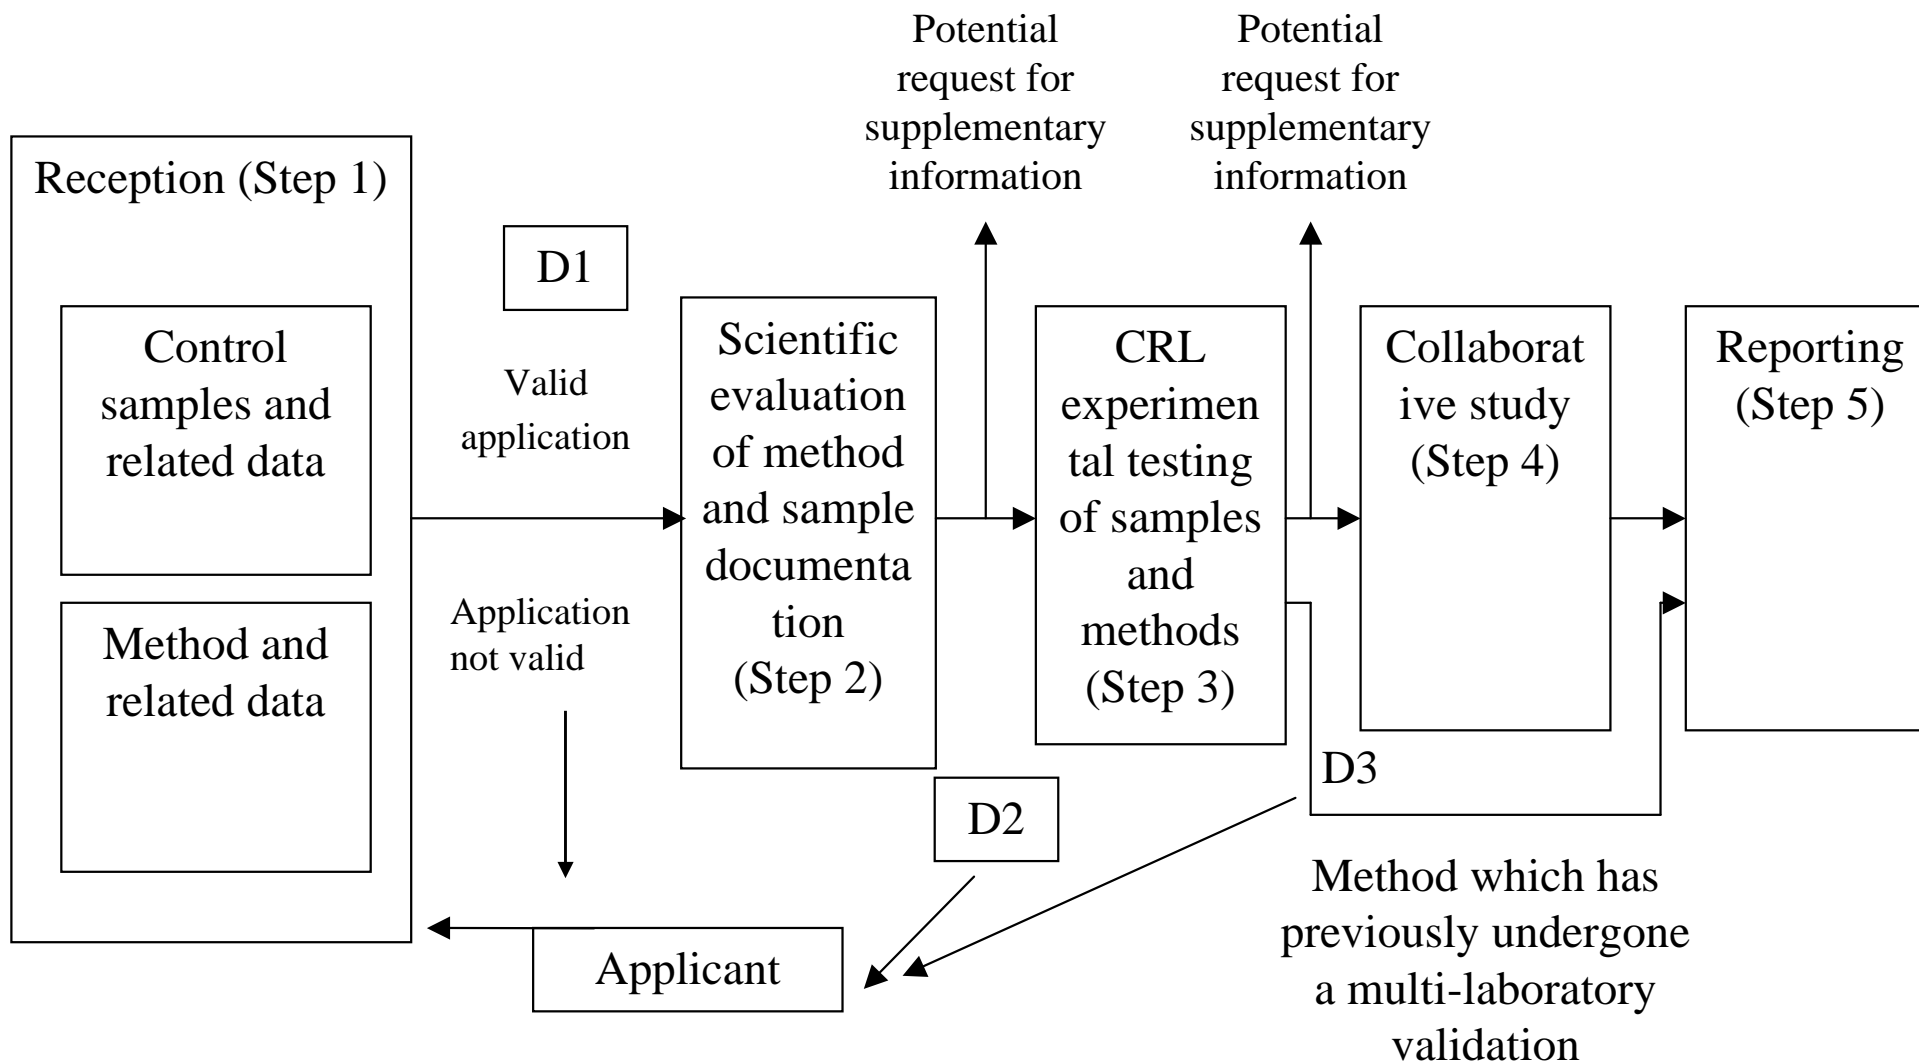 Potential
request for
supplementary
information
Potential
request for
supplementary
information
Reception (Step 1)
Control
samples and
related data
Method and
related data
D1
Valid
application
Application
not valid
Scientific
evaluation
of method
and sample
documenta
tion
(Step 2)
CRL
experimen
tal testing
of samples
and
methods
(Step 3)
Collaborat
ive study
(Step 4)
Reporting
(Step 5)
D2
D3
Applicant
Method which has
previously undergone
a multi-laboratory
validation